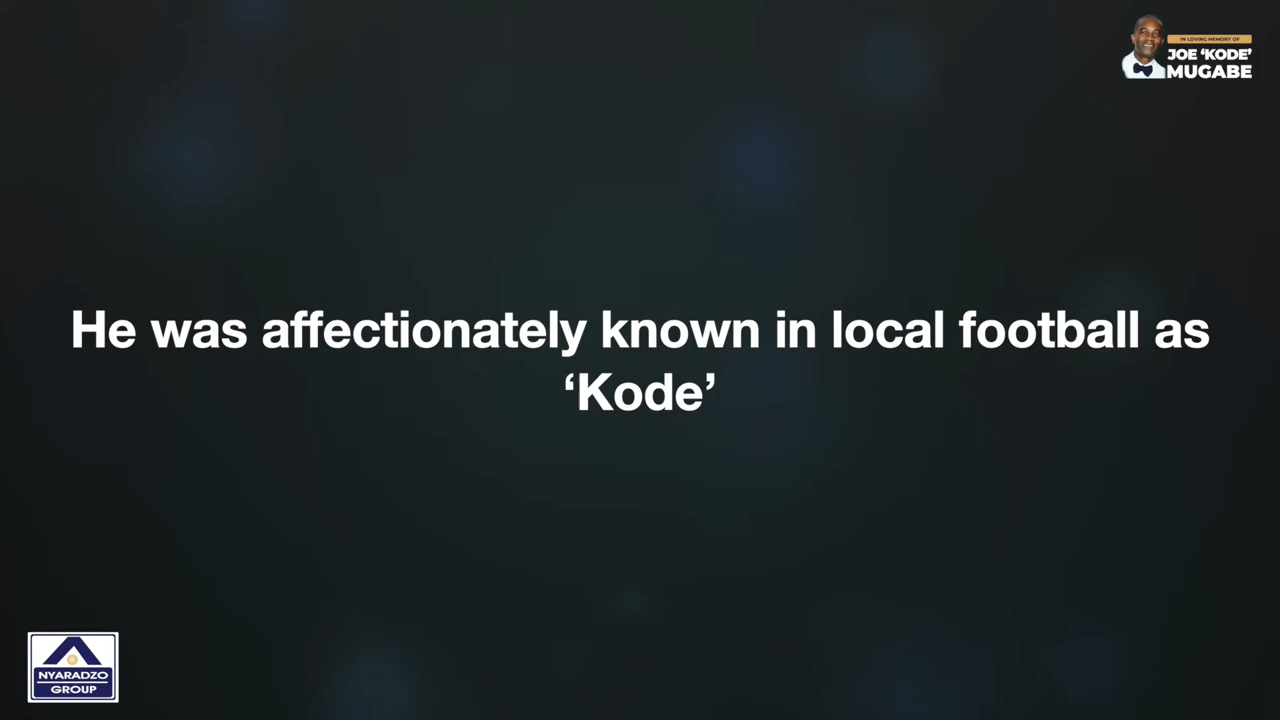 IN LOVING MEMORY OF
JOE ‘KODE’
MUGABE
He was affectionately known in local football as
‘Kode’
NYARADZO
GROUP